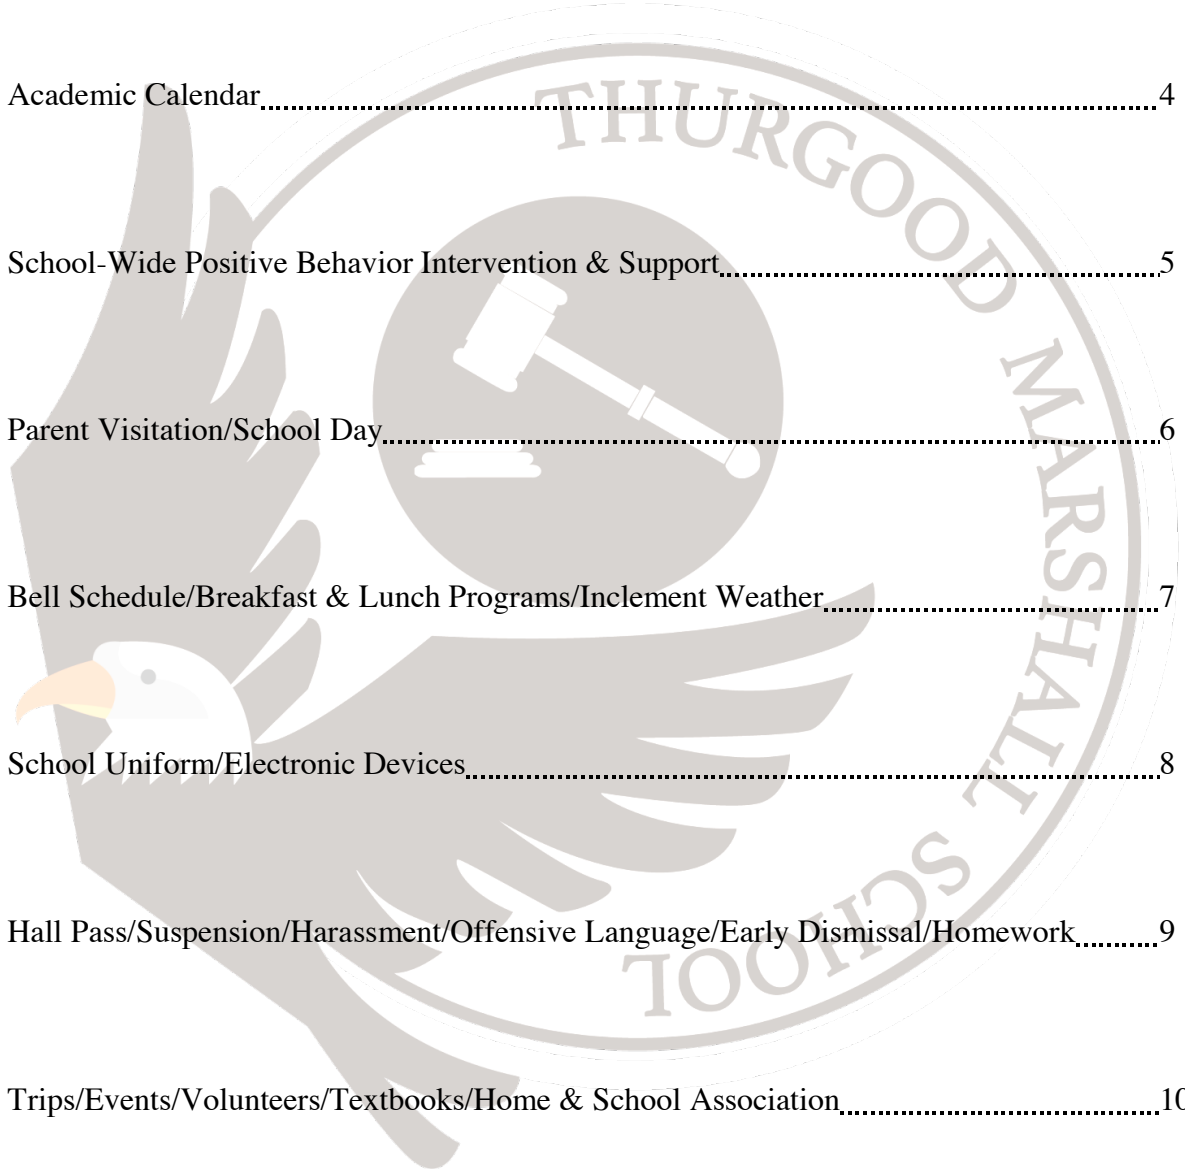 THURGOOD MARSHALL SCHOOL
Academic Calendar 4
School-Wide Positive Behavior Intervention & Support 5
Parent Visitation/School Day 6
Bell Schedule/Breakfast & Lunch Programs/Inclement Weather 7
School Uniform/Electronic Devices 8
Hall Pass/Suspension/Harassment/Offensive Language/Early Dismissal/Homework 9
Trips/Events/Volunteers/Textbooks/Home & School Association 10